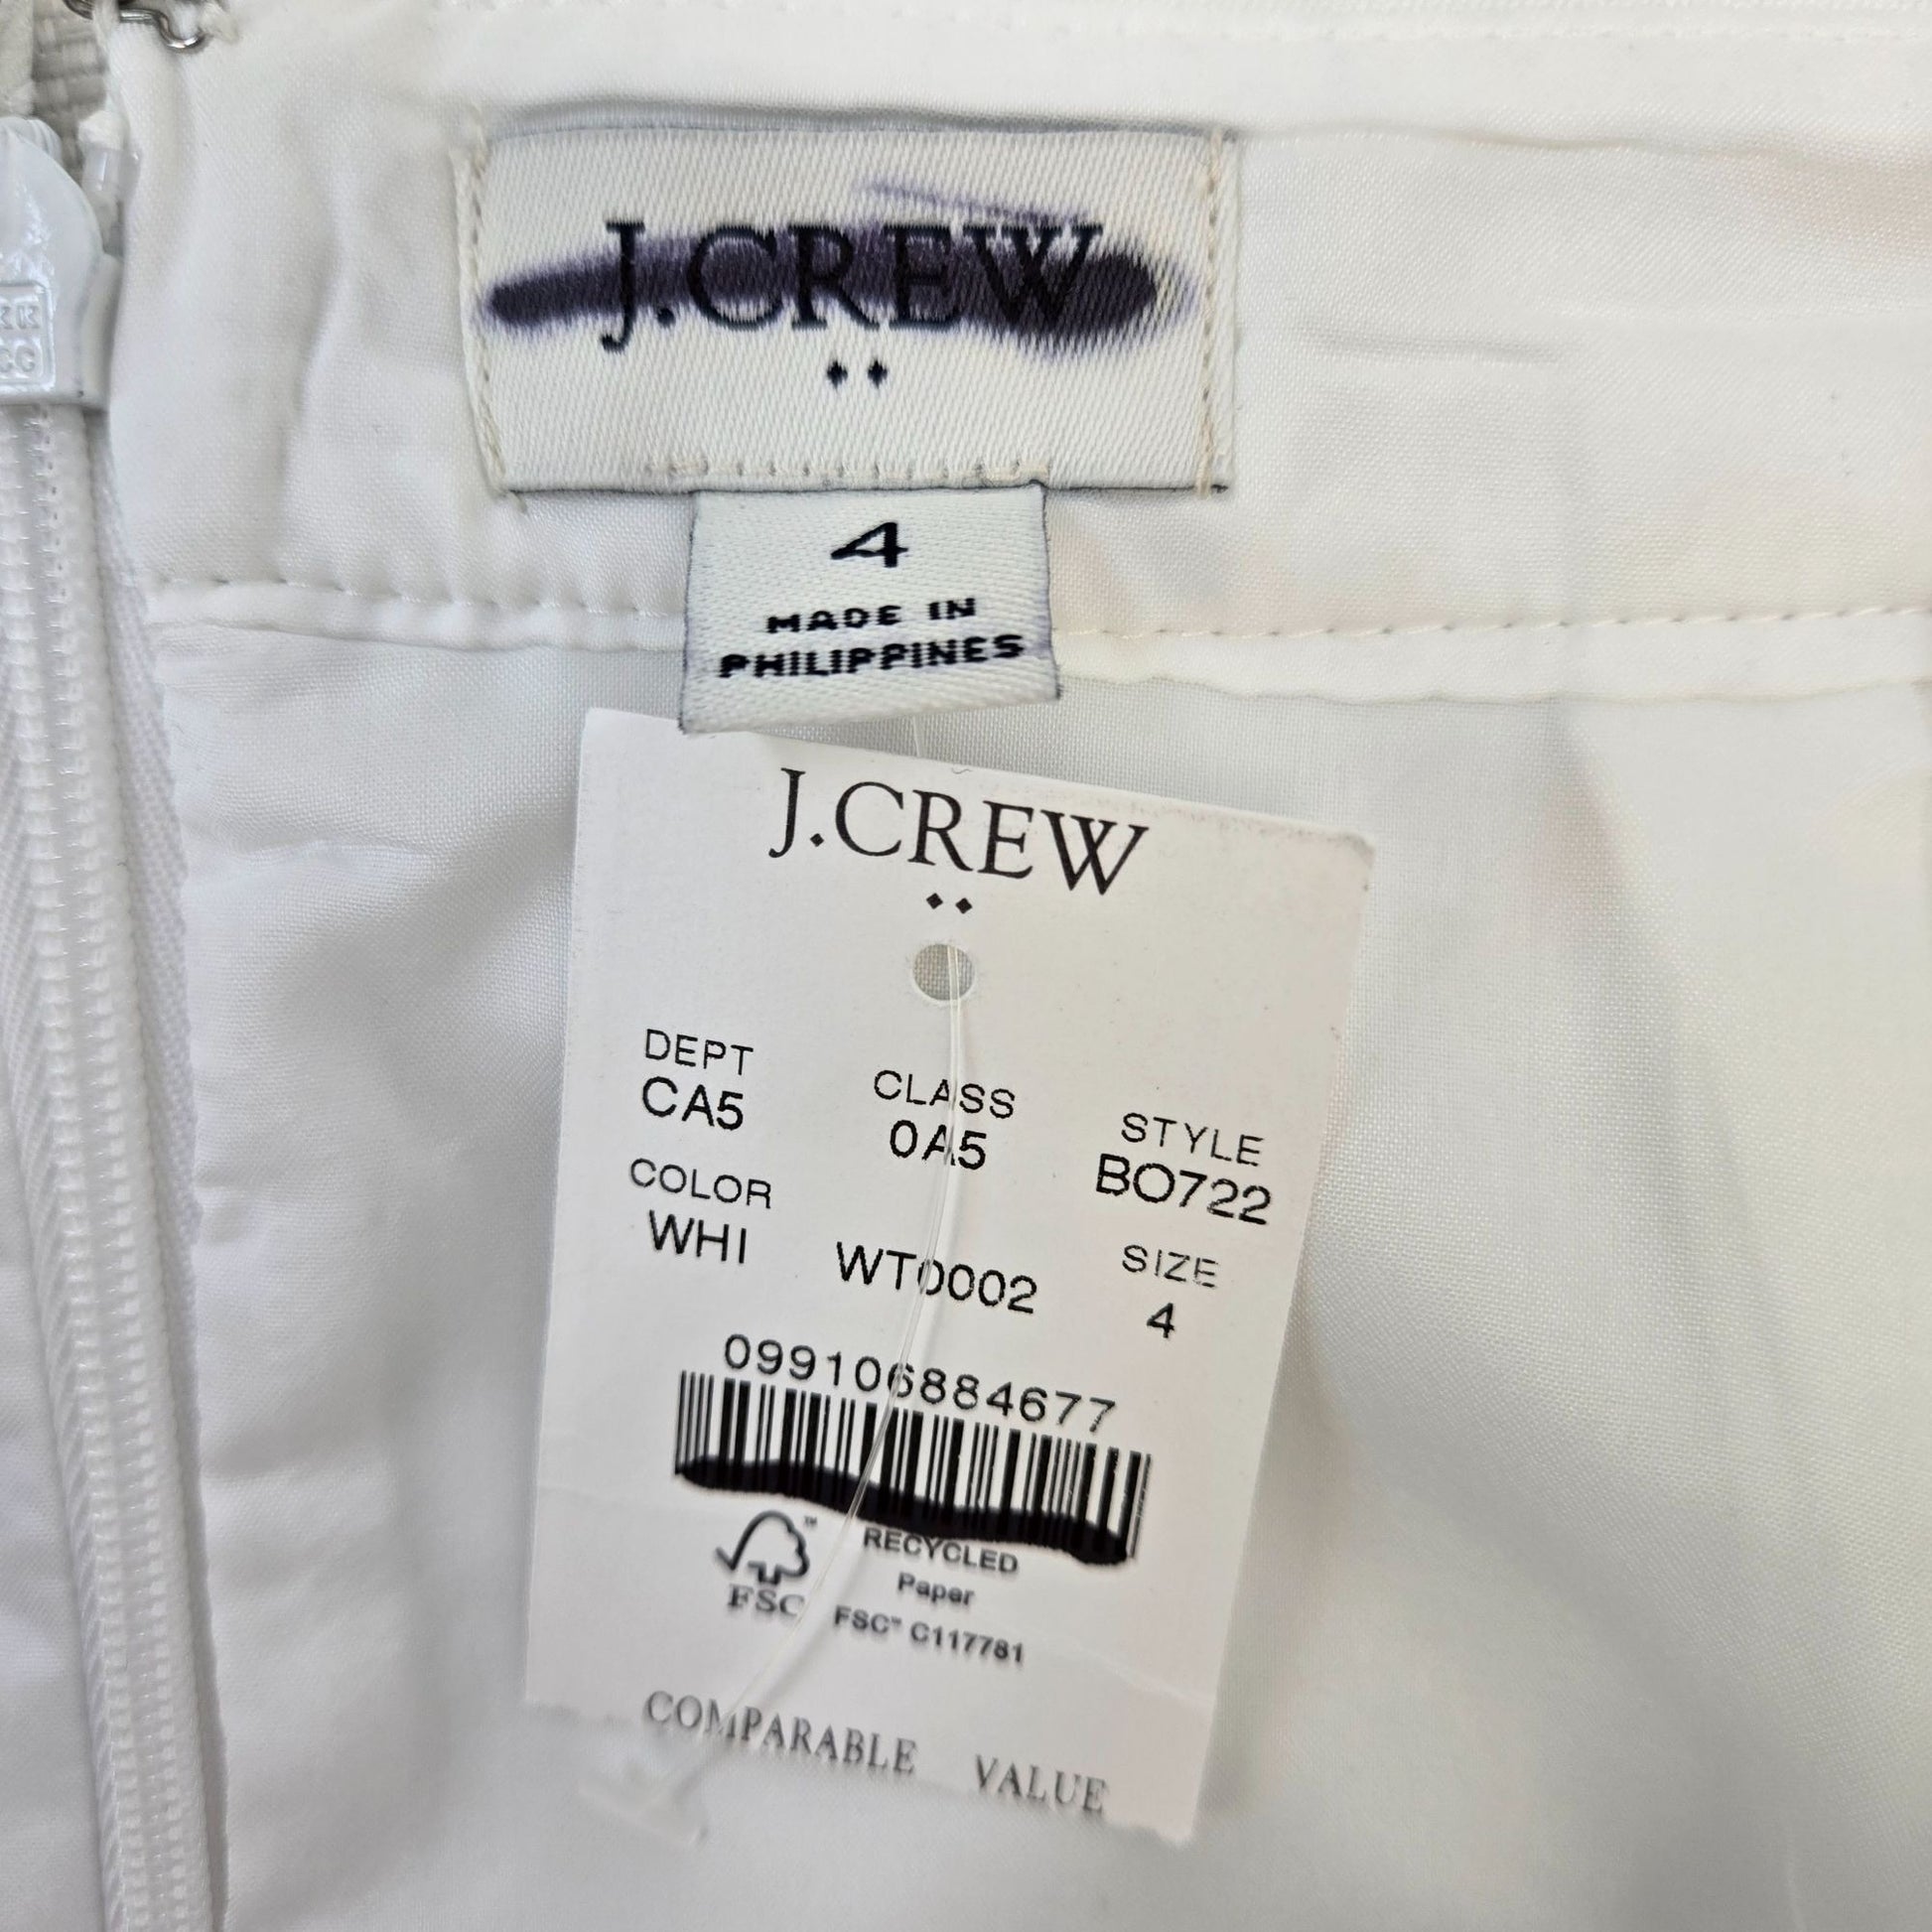 J.CREW
4
MADE IN
PHILIPPINES
J.CREW
DEPT CLASS STYLE
CA5 0A5 BO722
COLOR SIZE
WHI WT0002 4
099106884677
RECYCLED
Paper
FSC FSC™ C117781
COMPARABLE VALUE